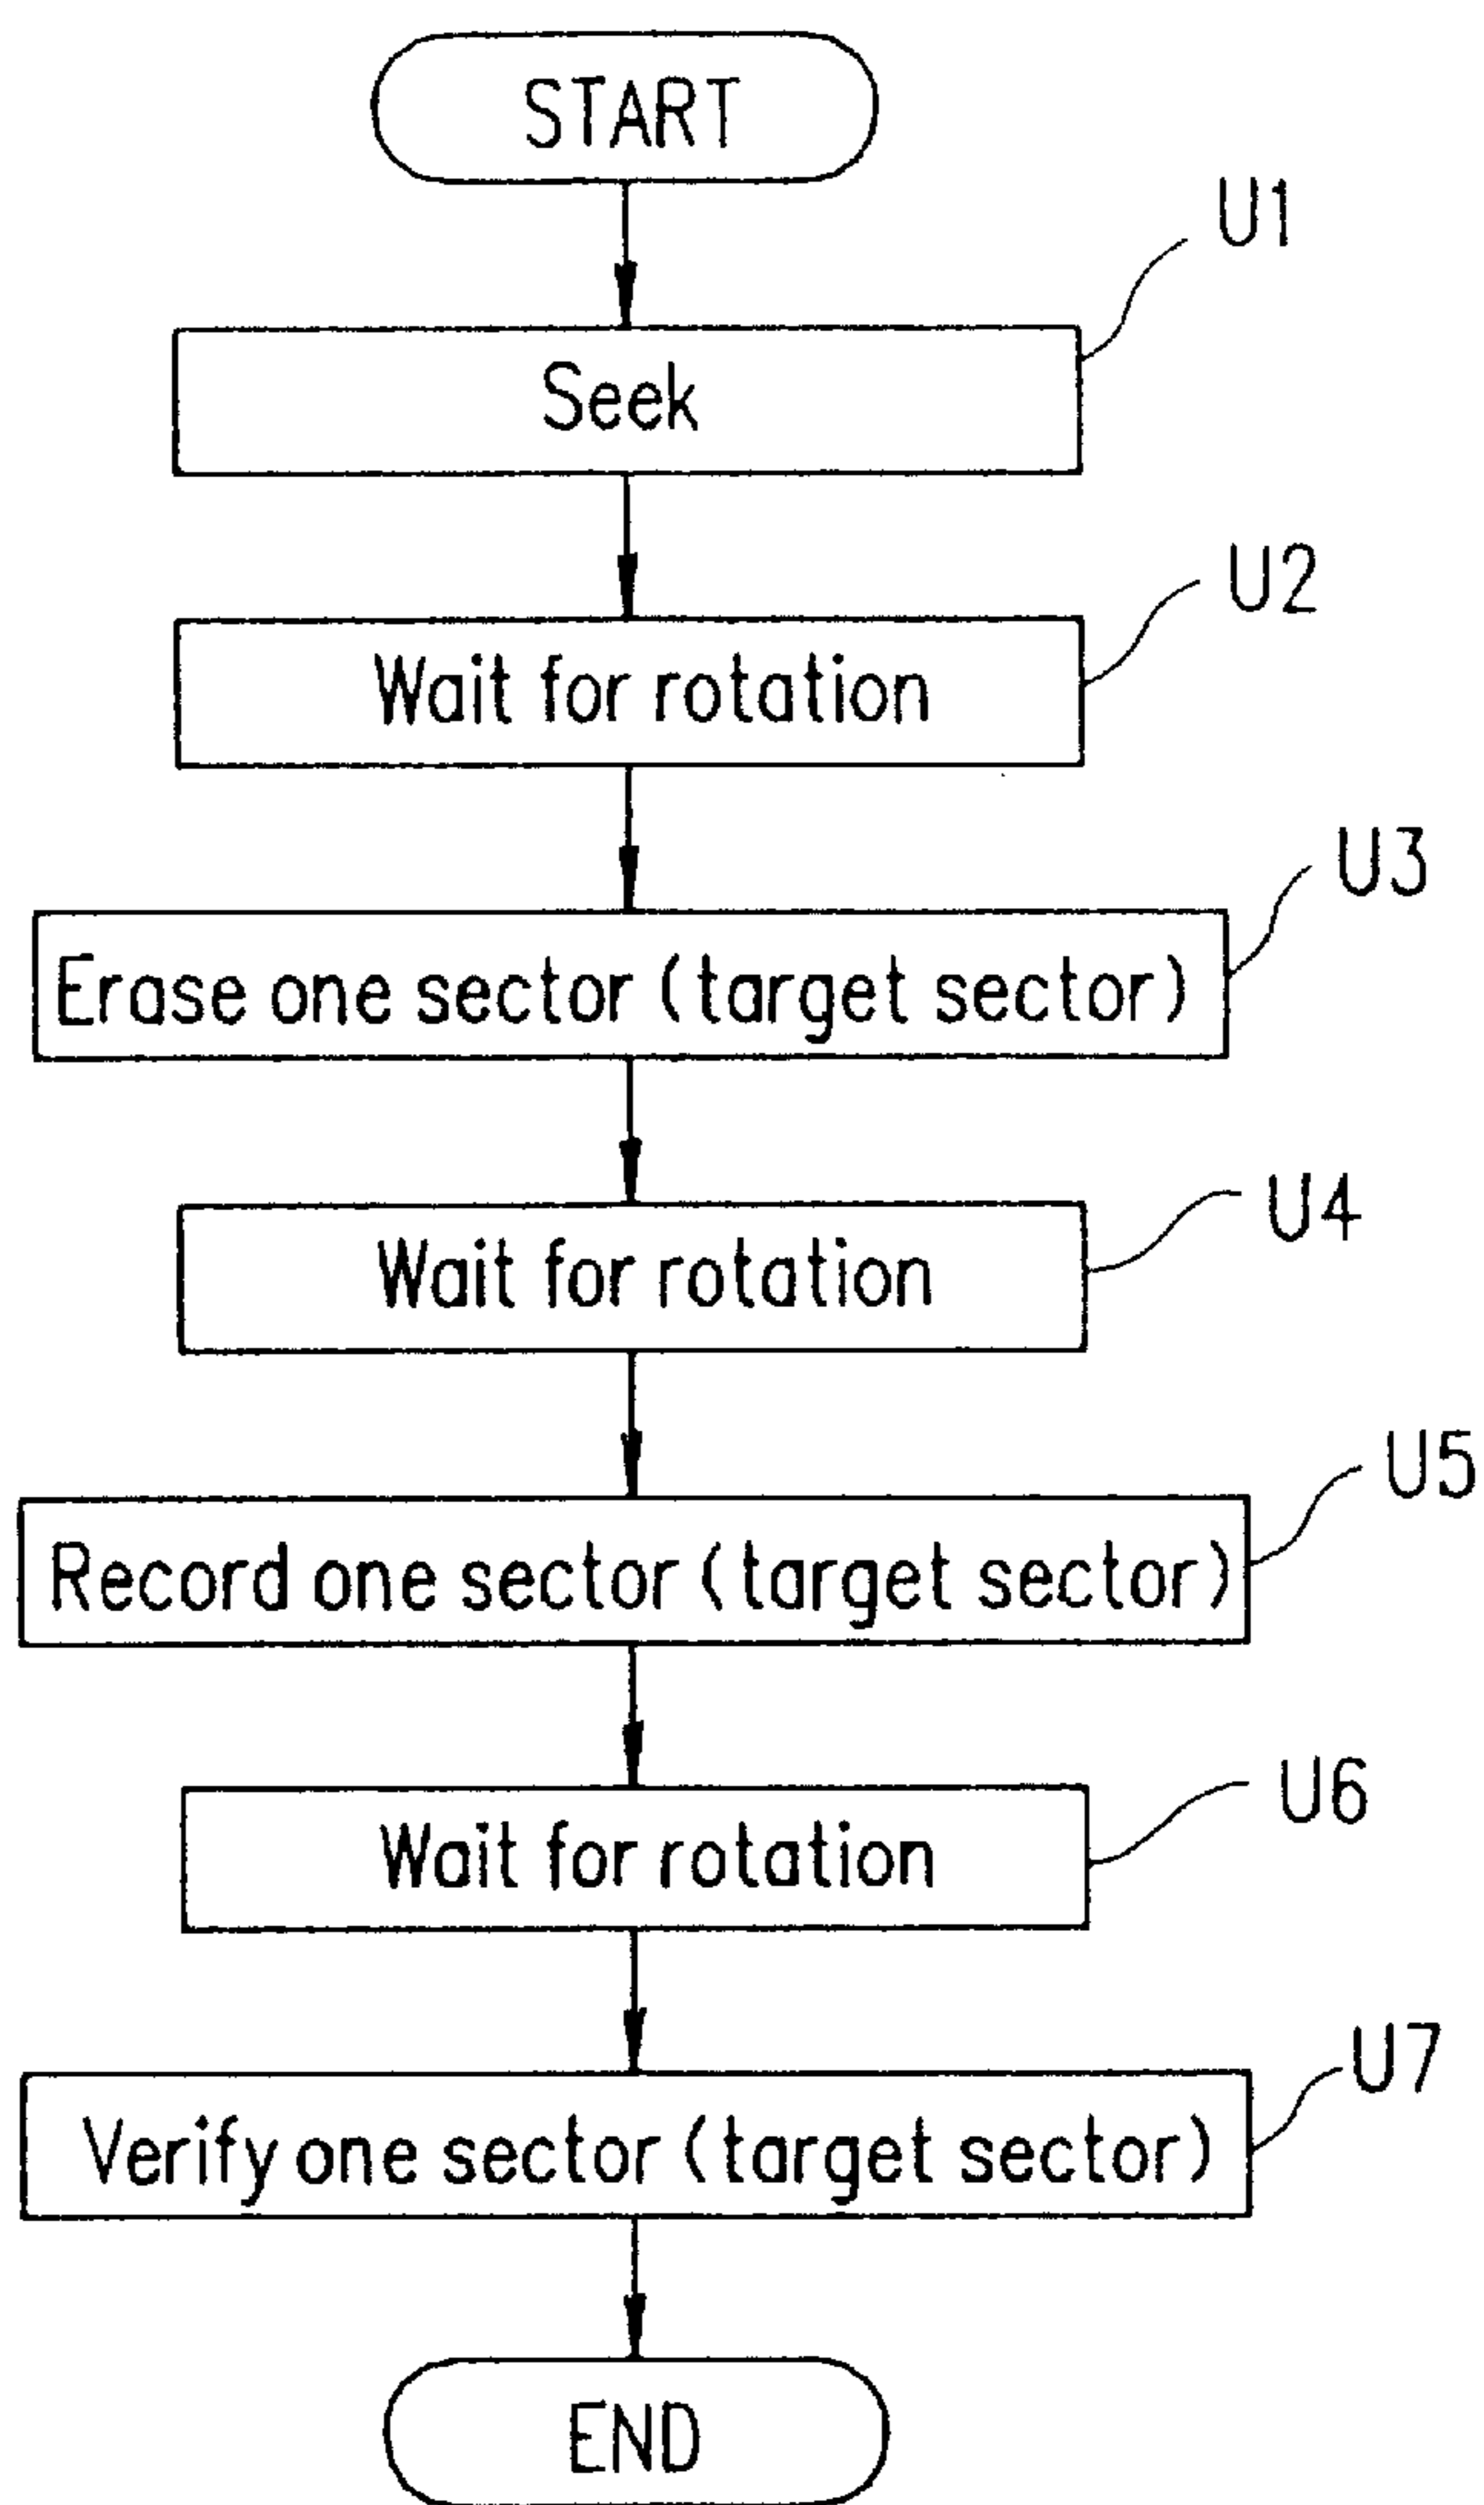 START
U1
Seek
U2
Wait for rotation
U3
Erase one sector (target sector)
U4
Wait for rotation
U5
Record one sector (target sector)
U6
Wait for rotation
U7
Verify one sector (target sector)
END